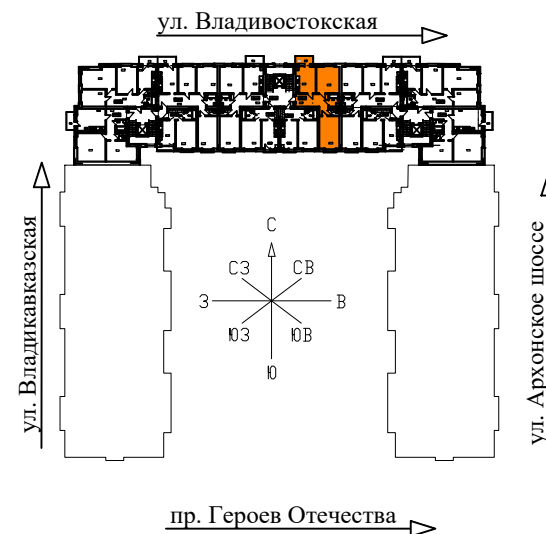 ул. Владивостокская
ул. Владикавказская
ул. Архонское шоссе
С
СЗ
СВ
З
В
ЮЗ
ЮВ
Ю
пр. Героев Отечества